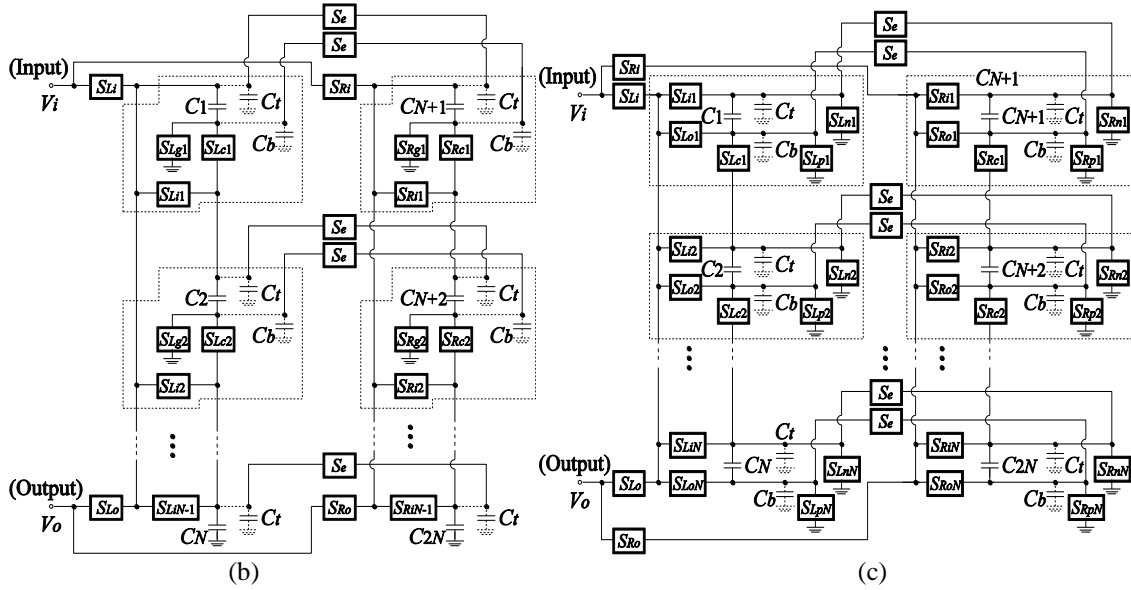 Se
Se
(Input)
Vi
SLi
C1
Ct
SLg1
SLc1
Cb
SLi1
SRi
CN+1
Ct
SRg1
SRc1
Cb
SRi1
Se
Se
C2
Ct
SLg2
SLc2
Cb
SLi2
CN+2
Ct
SRg2
SRc2
Cb
SRi2
(Output)
Vo
SLo
SLiN-1
CN
Ct
Se
SRo
SRiN-1
C2N
Ct
(b)
Se
Se
(Input)
Vi
SRi
SLi
SLi1
C1
Ct
SLo1
SLn1
SLc1
Cb
SLp1
CN+1
SRi1
CN+1
Ct
SRn1
SRo1
SRc1
Cb
SRp1
Se
Se
SLi2
C2
Ct
SLn2
SLo2
SLc2
Cb
SLp2
SRi2
CN+2
Ct
SRn2
SRo2
SRc2
Cb
SRp2
Se
Se
(Output)
Vo
SLo
SLiN
SLoN
CN
Ct
SLnN
Cb
SLpN
SRo
SRiN
SRoN
C2N
Ct
SRnN
Cb
SRpN
(c)